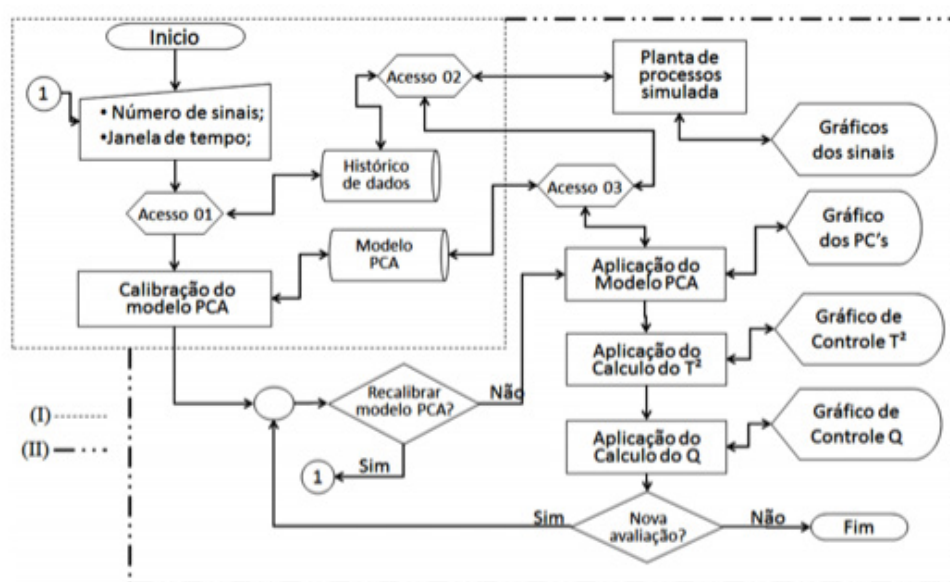 Inicio
1
• Número de sinais;
•Janela de tempo;
Acesso 01
Calibração do
modelo PCA
Acesso 02
Histórico
de dados
Modelo
PCA
Planta de
processos
simulada
Gráficos
dos sinais
Acesso 03
Gráfico
dos PC's
Aplicação do
Modelo PCA
Gráfico de
Controle T²
Aplicação do
Calculo do T²
Gráfico de
Controle Q
Aplicação do
Calculo do Q
Recalibrar
modelo PCA?
Não
Sim
1
(I)
(II)
Nova
avaliação?
Sim
Não
Fim